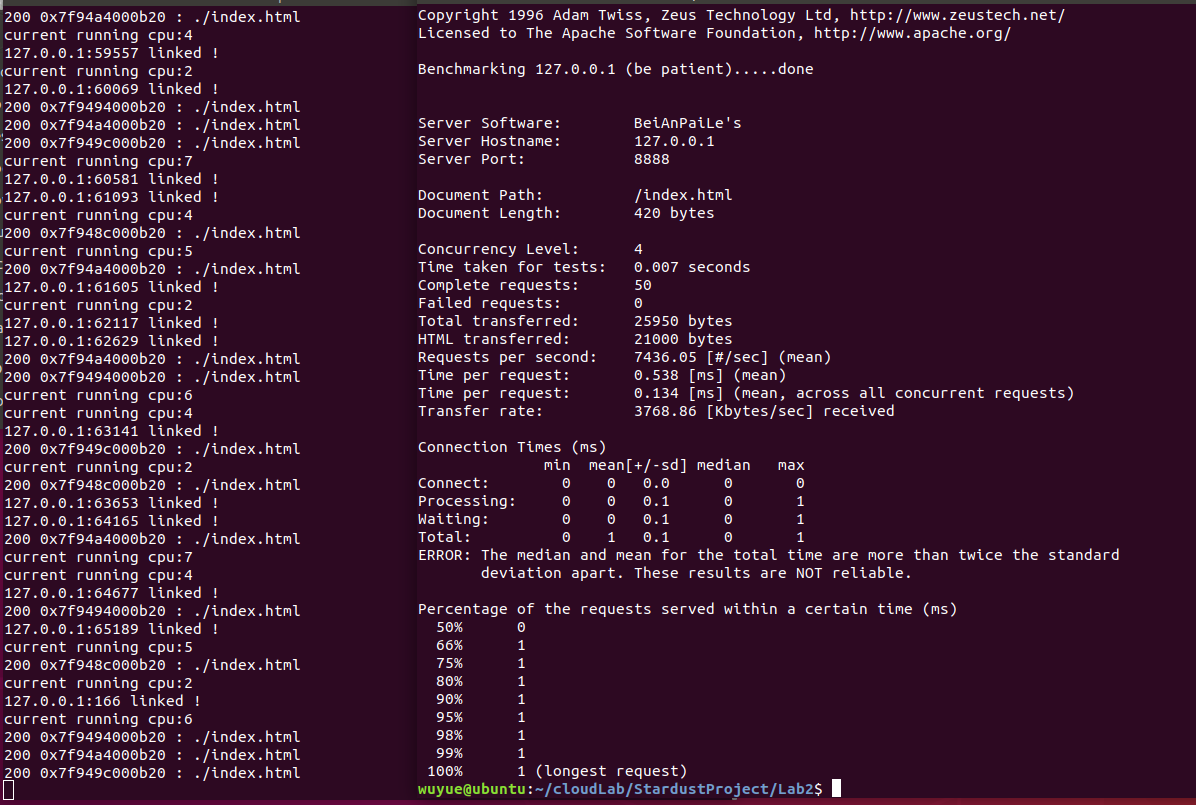 200 0x7f94a4000b20 : ./index.html
current running cpu:4
127.0.0.1:59557 linked !
current running cpu:2
127.0.0.1:60069 linked !
200 0x7f9494000b20 : ./index.html
200 0x7f94a4000b20 : ./index.html
200 0x7f949c000b20 : ./index.html
current running cpu:7
127.0.0.1:60581 linked !
127.0.0.1:61093 linked !
current running cpu:4
200 0x7f948c000b20 : ./index.html
current running cpu:5
200 0x7f94a4000b20 : ./index.html
127.0.0.1:61605 linked !
current running cpu:2
127.0.0.1:62117 linked !
127.0.0.1:62629 linked !
200 0x7f94a4000b20 : ./index.html
200 0x7f9494000b20 : ./index.html
current running cpu:6
current running cpu:4
127.0.0.1:63141 linked !
200 0x7f949c000b20 : ./index.html
current running cpu:2
200 0x7f948c000b20 : ./index.html
127.0.0.1:63653 linked !
127.0.0.1:64165 linked !
200 0x7f94a4000b20 : ./index.html
current running cpu:7
current running cpu:4
127.0.0.1:64677 linked !
200 0x7f9494000b20 : ./index.html
127.0.0.1:65189 linked !
current running cpu:5
200 0x7f948c000b20 : ./index.html
current running cpu:2
127.0.0.1:166 linked !
current running cpu:6
200 0x7f9494000b20 : ./index.html
200 0x7f94a4000b20 : ./index.html
200 0x7f949c000b20 : ./index.html
Copyright 1996 Adam Twiss, Zeus Technology Ltd, http://www.zeustech.net/
Licensed to The Apache Software Foundation, http://www.apache.org/
Benchmarking 127.0.0.1 (be patient).....done
Server Software: BeiAnPaiLe's
Server Hostname: 127.0.0.1
Server Port: 8888
Document Path: /index.html
Document Length: 420 bytes
Concurrency Level: 4
Time taken for tests: 0.007 seconds
Complete requests: 50
Failed requests: 0
Total transferred: 25950 bytes
HTML transferred: 21000 bytes
Requests per second: 7436.05 [#/sec] (mean)
Time per request: 0.538 [ms] (mean)
Time per request: 0.134 [ms] (mean, across all concurrent requests)
Transfer rate: 3768.86 [Kbytes/sec] received
Connection Times (ms)
min mean[+/-sd] median max
Connect: 0 0 0.0 0 0
Processing: 0 0 0.1 0 1
Waiting: 0 0 0.1 0 1
Total: 0 1 0.1 0 1
ERROR: The median and mean for the total time are more than twice the standard
deviation apart. These results are NOT reliable.
Percentage of the requests served within a certain time (ms)
50% 0
66% 1
75% 1
80% 1
90% 1
95% 1
98% 1
99% 1
100% 1 (longest request)
wuyue@ubuntu:~/cloudLab/StardustProject/Lab2$